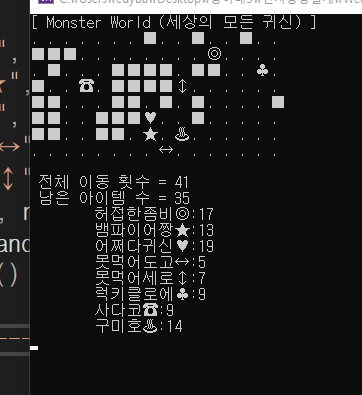 [ Monster World (세상의 모든 귀신) ]
전체 이동 횟수 = 41
남은 아이템 수 = 35
허접한좀비◎:17
뱀파이어짱★:13
어쩌다귀신♥:19
못먹어도고↔:5
못먹어세로↕:7
럭키클로에♣:9
사다코☎:9
구미호♨:14